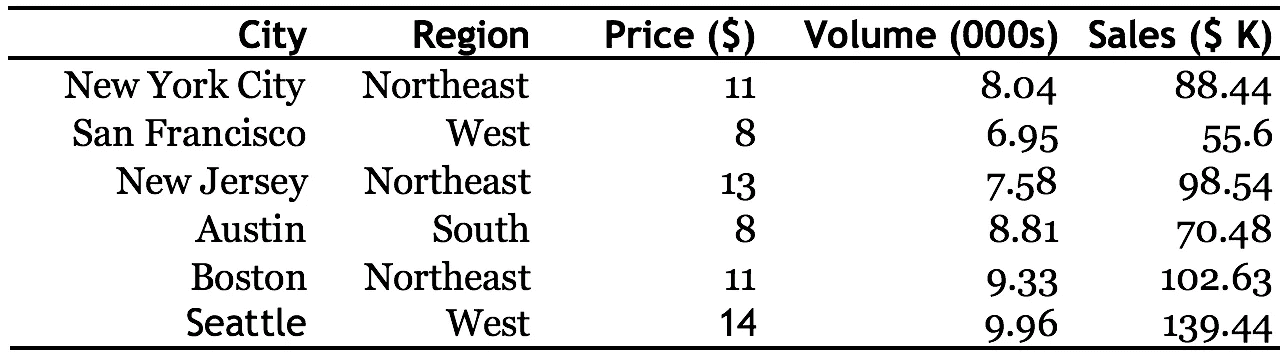 City Region Price ($) Volume (000s) Sales ($ K)
New York City Northeast 11 8.04 88.44
San Francisco West 8 6.95 55.6
New Jersey Northeast 13 7.58 98.54
Austin South 8 8.81 70.48
Boston Northeast 11 9.33 102.63
Seattle West 14 9.96 139.44